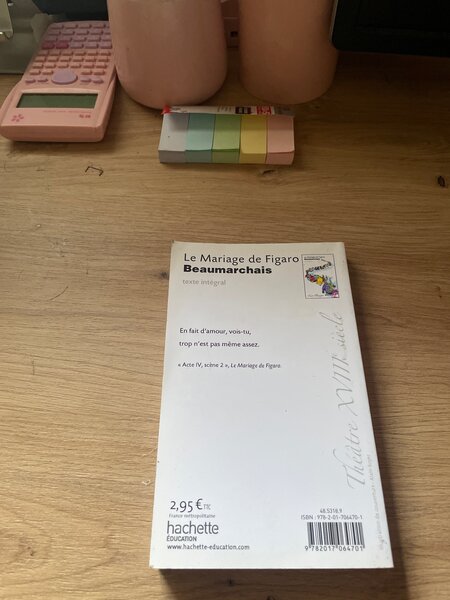 Le Mariage de Figaro
Beaumarchais
texte intégral
En fait d'amour, vois-tu,
trop n'est pas même assez.
« Acte IV, scène 2 », Le Mariage de Figaro.
Théâtre XVIIIe siècle
2,95 € TTC
France métropolitaine
hachette
ÉDUCATION
www.hachette-education.com
48.5318.9
ISBN : 978-2-01-706470-1
9 782017 064701